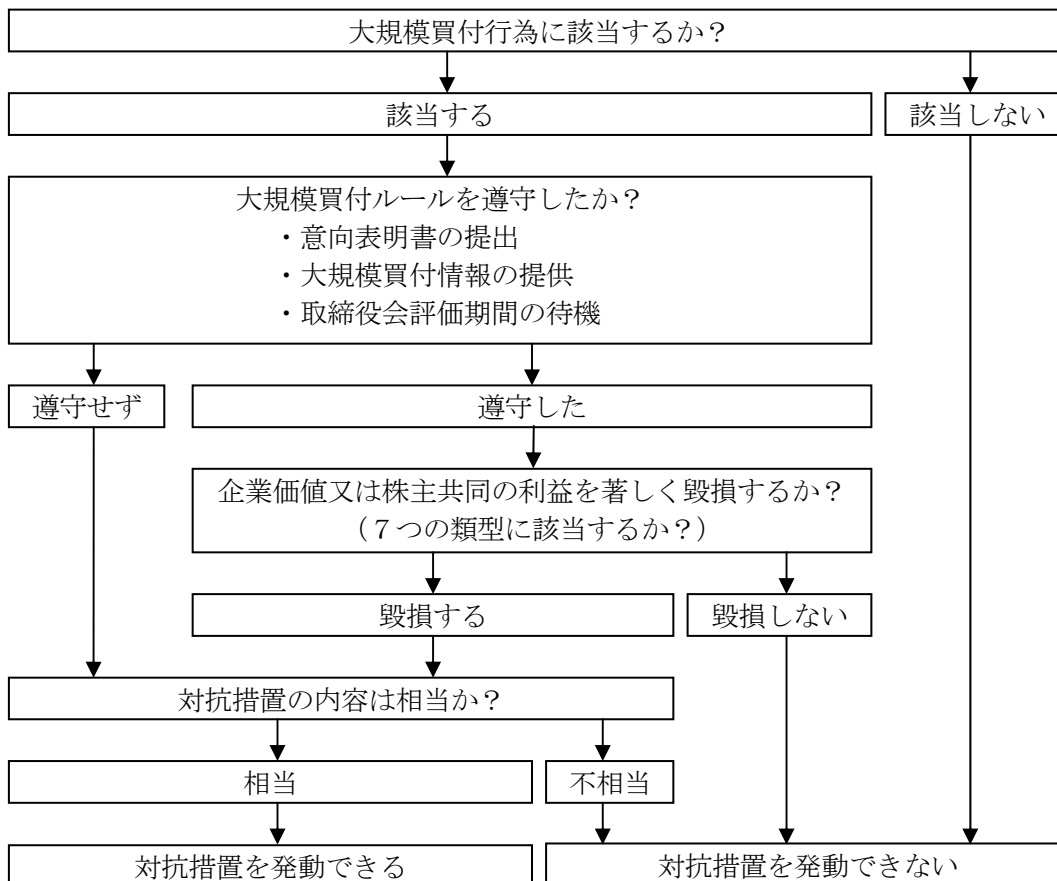 大規模買付行為に該当するか？
該当する
該当しない
大規模買付ルールを遵守したか？
・意向表明書の提出
・大規模買付情報の提供
・取締役会評価期間の待機
遵守せず
遵守した
企業価値又は株主共同の利益を著しく毀損するか？
（７つの類型に該当するか？）
毀損する
毀損しない
対抗措置の内容は相当か？
相当
不相当
対抗措置を発動できる
対抗措置を発動できない